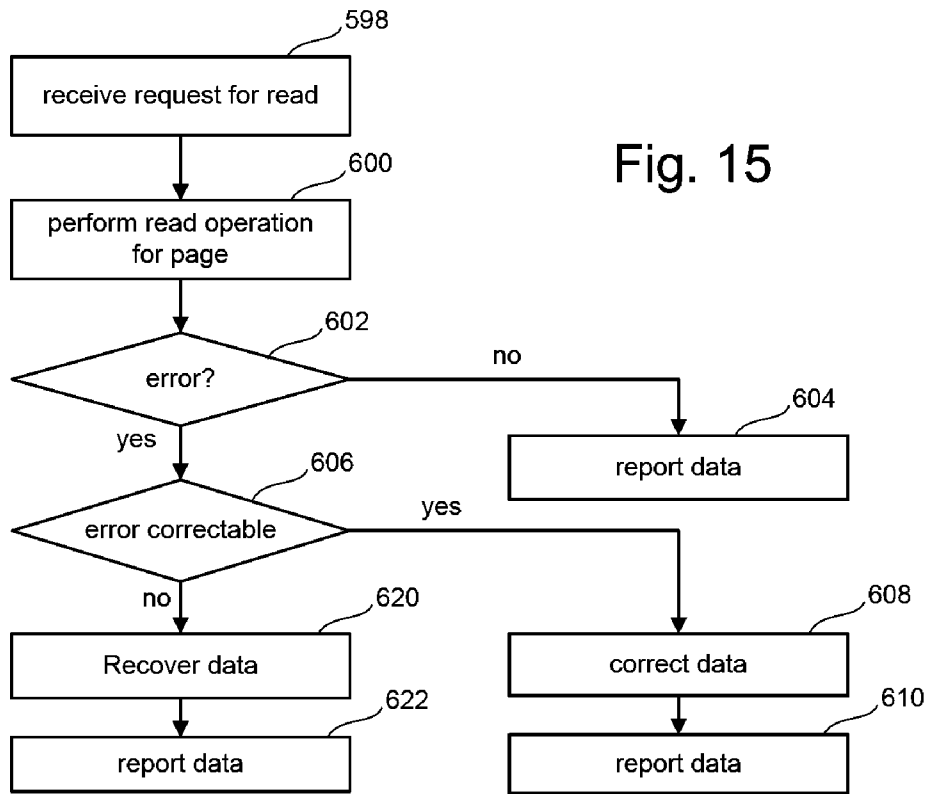 598
receive request for read
Fig. 15
600
perform read operation
for page
602
error?
no
yes
604
report data
606
error correctable
yes
no
620
Recover data
608
correct data
622
report data
610
report data